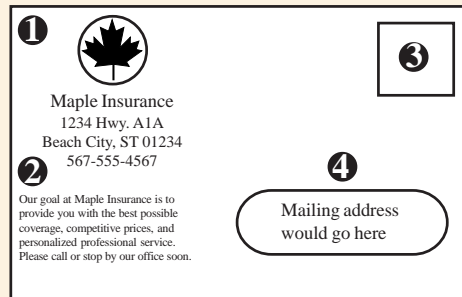 1
Maple Insurance
1234 Hwy. A1A
Beach City, ST 01234
567-555-4567
2
Our goal at Maple Insurance is to
provide you with the best possible
coverage, competitive prices, and
personalized professional service.
Please call or stop by our office soon.
3
4
Mailing address
would go here